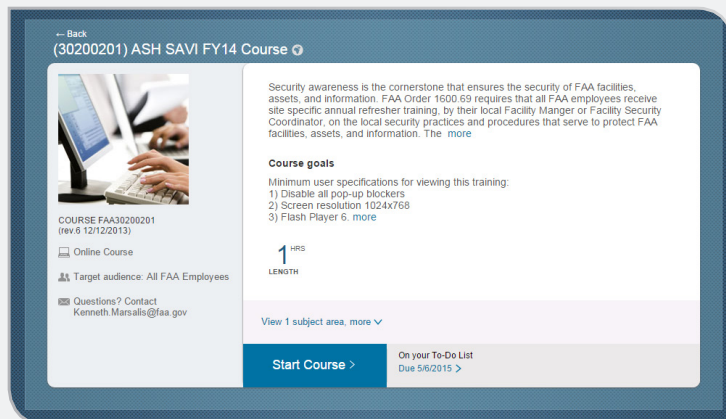 ← Back
(30200201) ASH SAVI FY14 Course
Security awareness is the cornerstone that ensures the security of FAA facilities,
assets, and information. FAA Order 1600.69 requires that all FAA employees receive
site specific annual refresher training, by their local Facility Manger or Facility Security
Coordinator, on the local security practices and procedures that serve to protect FAA
facilities, assets, and information. The more
Course goals
Minimum user specifications for viewing this training:
1) Disable all pop-up blockers
2) Screen resolution 1024x768
3) Flash Player 6. more
1 HRS
LENGTH
COURSE FAA30200201
(rev.6 12/12/2013)
Online Course
Target audience: All FAA Employees
Questions? Contact
Kenneth.Marsalis@faa.gov
View 1 subject area, more
Start Course >
On your To-Do List
Due 5/6/2015 >